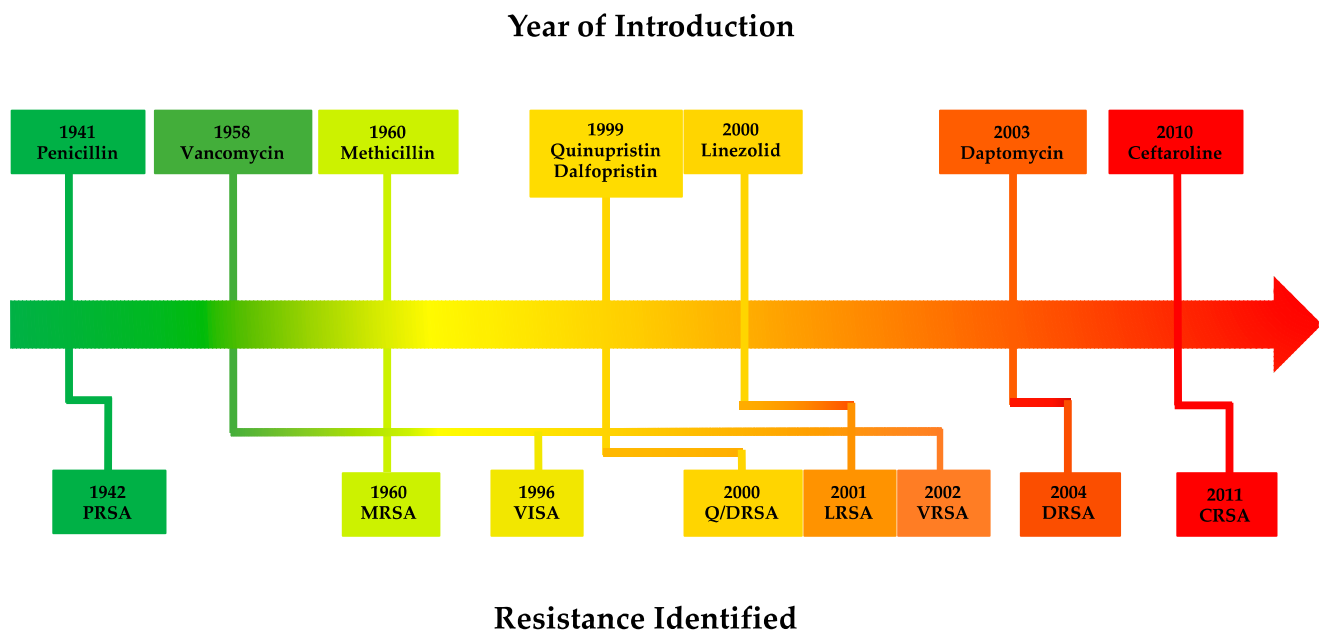 Year of Introduction
1941
Penicillin
1958
Vancomycin
1960
Methicillin
1999
Quinupristin
Dalfopristin
2000
Linezolid
2003
Daptomycin
2010
Ceftaroline
1942
PRSA
1960
MRSA
1996
VISA
2000
Q/DRSA
2001
LRSA
2002
VRSA
2004
DRSA
2011
CRSA
Resistance Identified